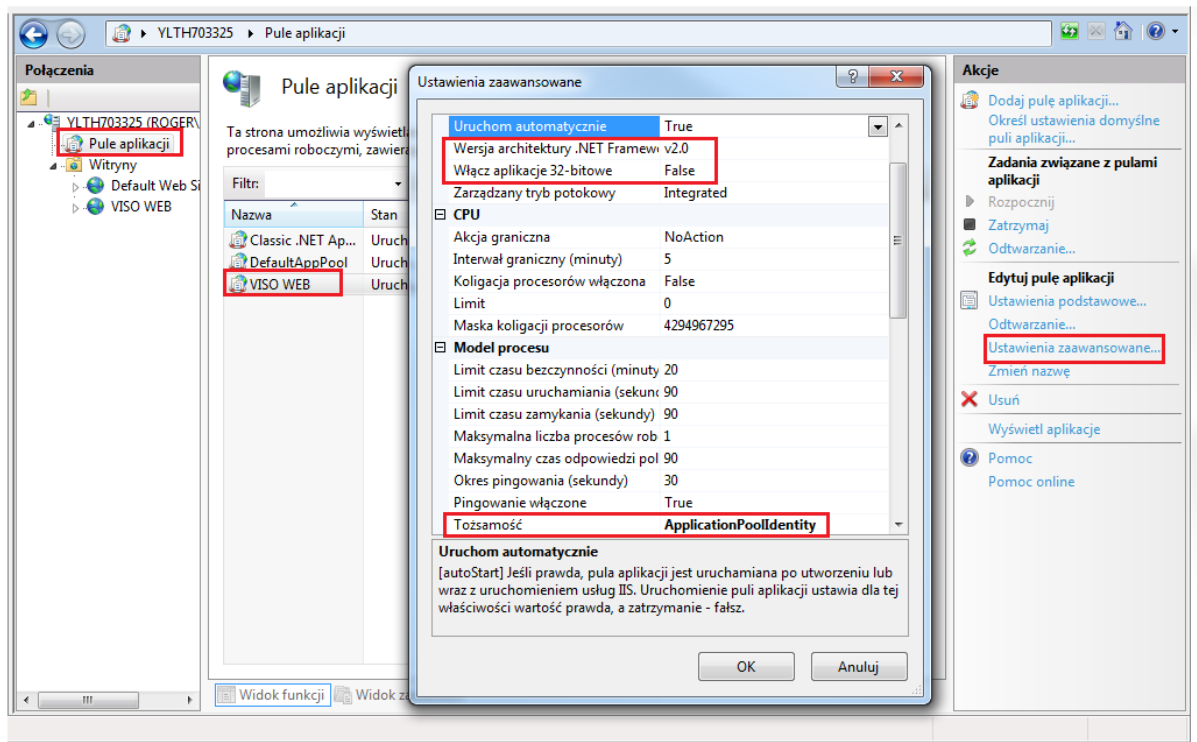 YLTH703325 ▸ Pule aplikacji
Połączenia
YLTH703325 (ROGER\
Pule aplikacji
Witryny
Default Web Si
VISO WEB
Pule aplikacji
Ta strona umożliwia wyświetla
procesami roboczymi, zawiera
Filtr:
Nazwa Stan
Classic .NET Ap... Uruch
DefaultAppPool Uruch
VISO WEB Uruch
Widok funkcji Widok za
Ustawienia zaawansowane
Uruchom automatycznie True
Wersja architektury .NET Framewo v2.0
Włącz aplikacje 32-bitowe False
Zarządzany tryb potokowy Integrated
CPU
Akcja graniczna NoAction
Interwał graniczny (minuty) 5
Koligacja procesorów włączona False
Limit 0
Maska koligacji procesorów 4294967295
Model procesu
Limit czasu bezczynności (minuty 20
Limit czasu uruchamiania (sekund 90
Limit czasu zamykania (sekundy) 90
Maksymalna liczba procesów rob 1
Maksymalny czas odpowiedzi pol 90
Okres pingowania (sekundy) 30
Pingowanie włączone True
Tożsamość ApplicationPoolIdentity
Uruchom automatycznie
[autoStart] Jeśli prawda, pula aplikacji jest uruchamiana po utworzeniu lub
wraz z uruchomieniem usług IIS. Uruchomienie puli aplikacji ustawia dla tej
właściwości wartość prawda, a zatrzymanie - fałsz.
OK Anuluj
Akcje
Dodaj pulę aplikacji...
Określ ustawienia domyślne
puli aplikacji...
Zadania związane z pulami
aplikacji
Rozpocznij
Zatrzymaj
Odtwarzanie...
Edytuj pulę aplikacji
Ustawienia podstawowe...
Odtwarzanie...
Ustawienia zaawansowane...
Zmień nazwę
Usuń
Wyświetl aplikacje
Pomoc
Pomoc online